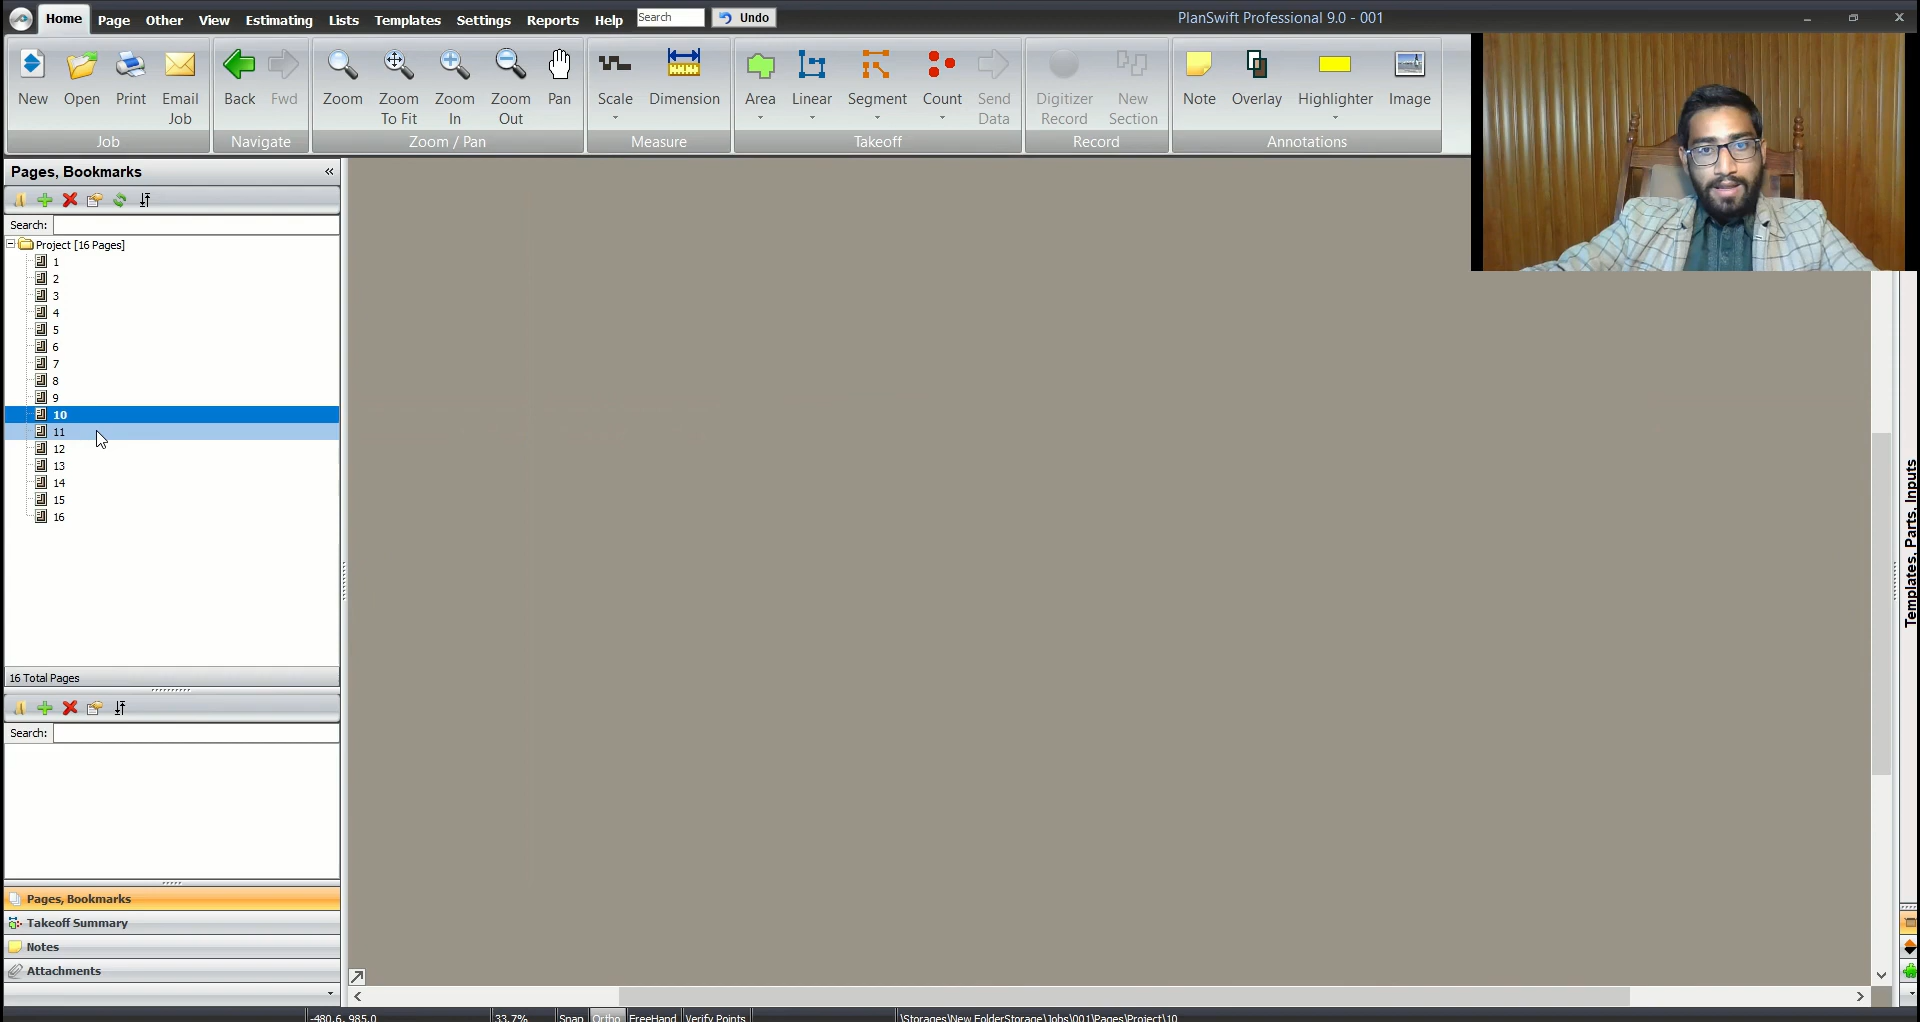 Home Page Other View Estimating Lists Templates Settings Reports Help Search Undo
PlanSwift Professional 9.0 - 001
New Open Print Email Job
Job
Back Fwd
Navigate
Zoom Zoom To Fit Zoom In Zoom Out Pan
Zoom / Pan
Scale Dimension
Measure
Area Linear Segment Count Send Data
Takeoff
Digitizer Record New Section
Record
Note Overlay Highlighter Image
Annotations
Pages, Bookmarks
Search:
Project [16 Pages]
1
2
3
4
5
6
7
8
9
10
11
12
13
14
15
16
16 Total Pages
Search:
Pages, Bookmarks
Takeoff Summary
Notes
Attachments
Templates, Parts, Inputs
-480.6, 985.0 33.7% Snap Ortho FreeHand Verify Points \Storages\New FolderStorage\Jobs\001\Pages\Project\10